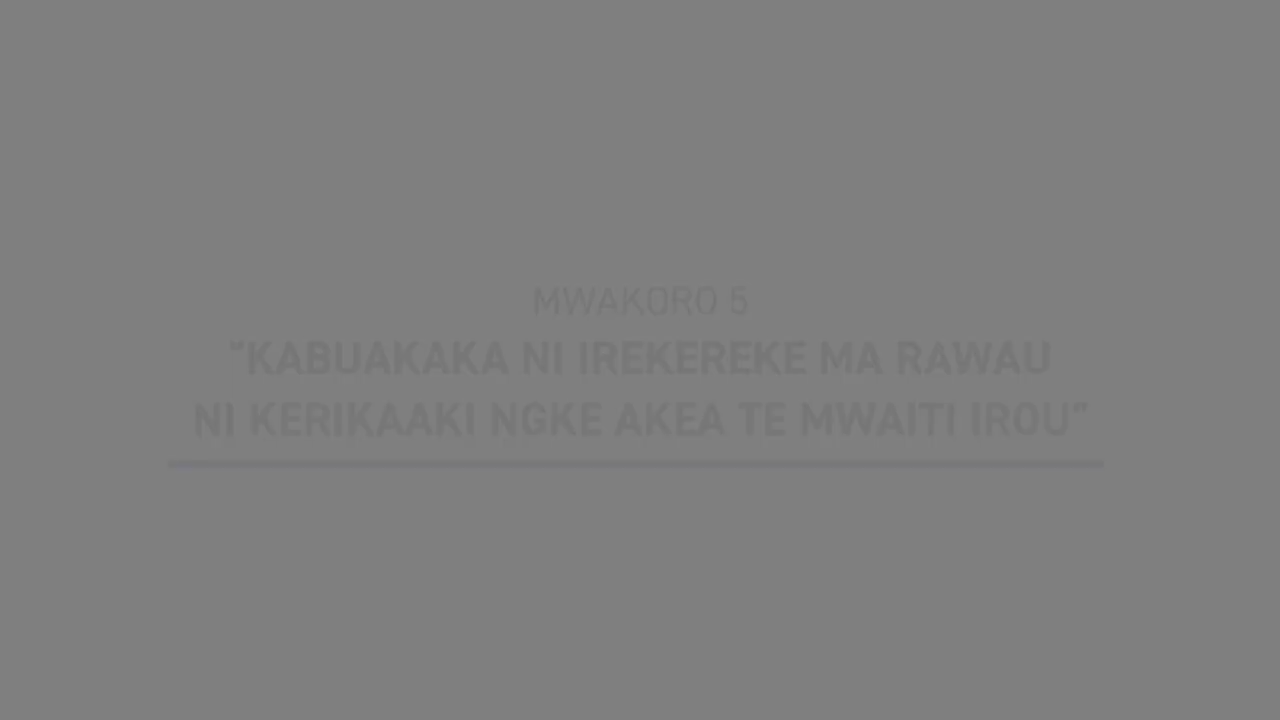 MWAKORO 5
“KABUAKAKA NI IREKEREKE MA RAWAU
NI KERIKAAKI NGKE AKEA TE MWAITI IROU”